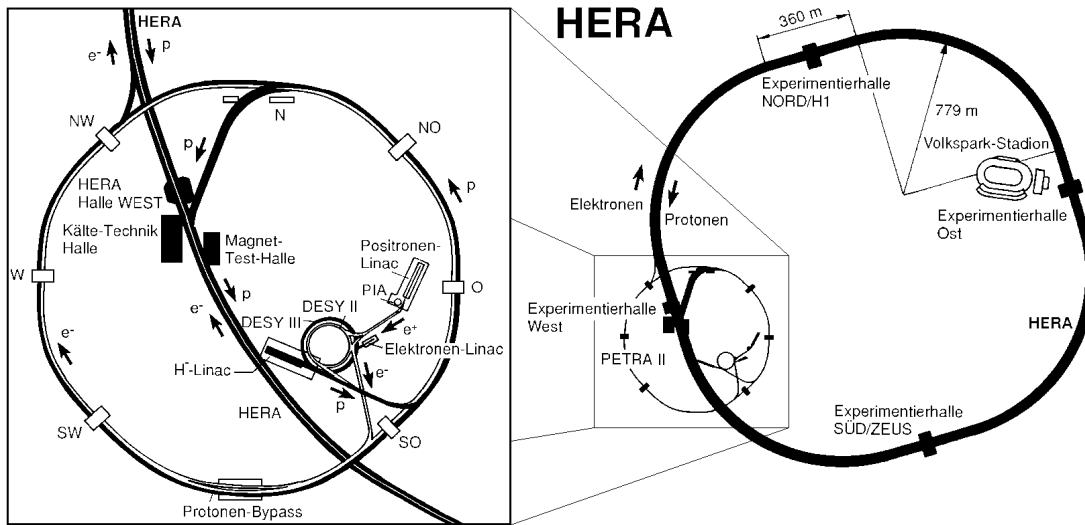 HERA
e-
p
NW
N
NO
p
p
HERA
Halle WEST
Kälte-Technik
Halle
Magnet-
Test-Halle
Positronen-
Linac
W
p
PIA
O
DESY II
DESY III
e-
e+
Elektronen-Linac
e-
H--Linac
e-
p
HERA
SW
SO
Protonen-Bypass
HERA
360 m
Experimentierhalle
NORD/H1
779 m
Volkspark-Stadion
Elektronen
Protonen
Experimentierhalle
Ost
Experimentierhalle
West
HERA
PETRA II
Experimentierhalle
SÜD/ZEUS